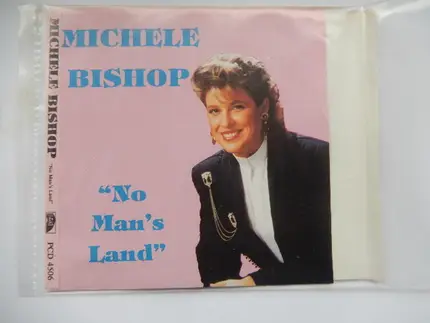 MICHELE BISHOP
"No Man's Land"
PCD 4506
MICHELE
BISHOP
"No
Man's
Land"